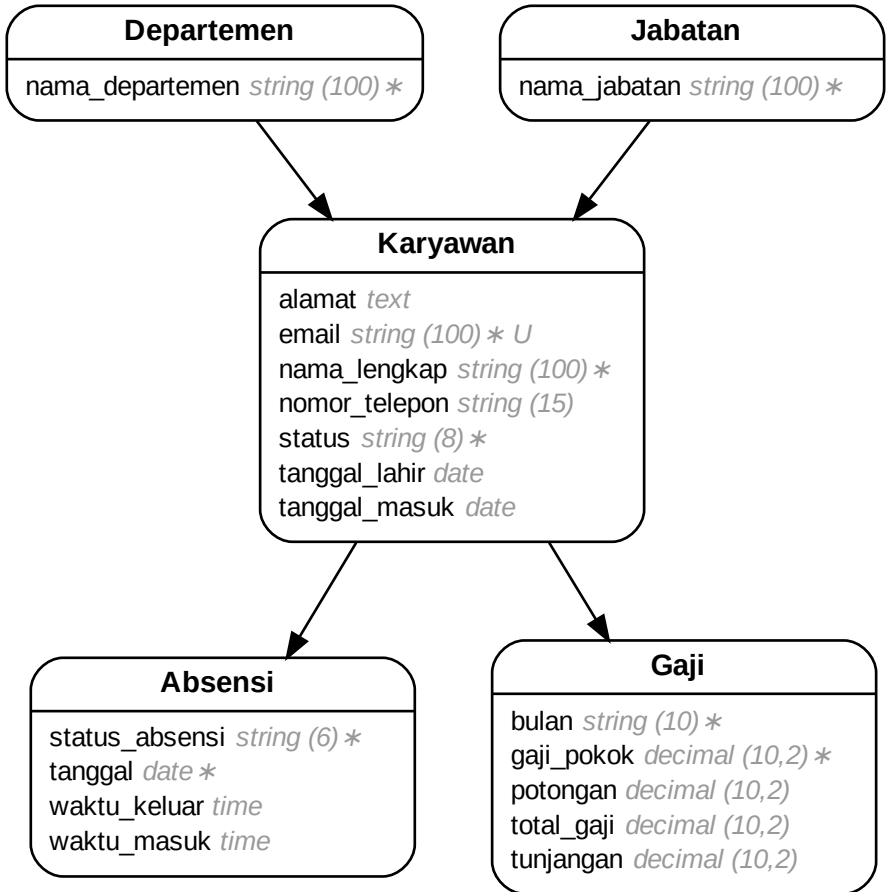 Departemen
nama_departemen string (100) ∗
Jabatan
nama_jabatan string (100) ∗
Karyawan
alamat text
email string (100) ∗ U
nama_lengkap string (100) ∗
nomor_telepon string (15)
status string (8) ∗
tanggal_lahir date
tanggal_masuk date
Absensi
status_absensi string (6) ∗
tanggal date ∗
waktu_keluar time
waktu_masuk time
Gaji
bulan string (10) ∗
gaji_pokok decimal (10,2) ∗
potongan decimal (10,2)
total_gaji decimal (10,2)
tunjangan decimal (10,2)